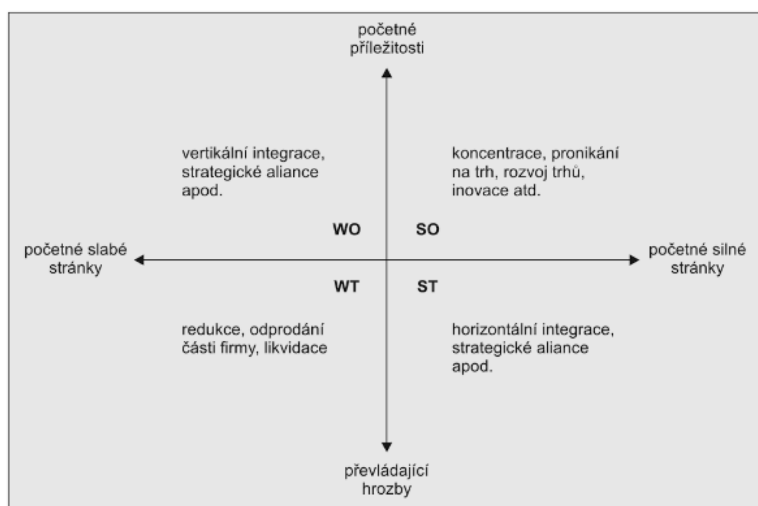 početné
příležitosti
vertikální integrace,
strategické aliance
apod.
koncentrace, pronikání
na trh, rozvoj trhů,
inovace atd.
WO
SO
početné slabé
stránky
početné silné
stránky
WT
ST
redukce, odprodání
části firmy, likvidace
horizontální integrace,
strategické aliance
apod.
převládající
hrozby